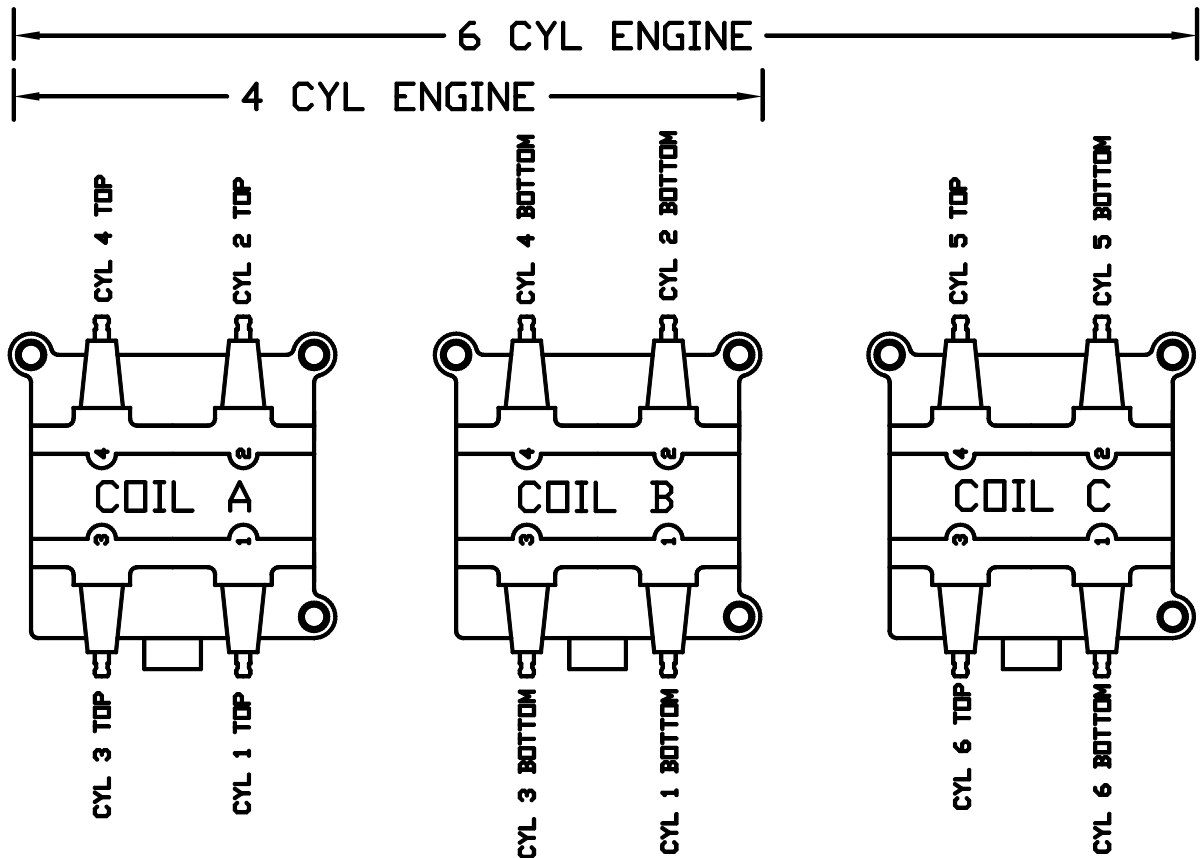 6 CYL ENGINE
4 CYL ENGINE
CYL 4 TOP
CYL 2 TOP
CYL 4 BOTTOM
CYL 2 BOTTOM
CYL 5 TOP
CYL 5 BOTTOM
4
2
4
2
4
2
COIL A
COIL B
COIL C
3
1
3
1
3
1
CYL 3 TOP
CYL 1 TOP
CYL 3 BOTTOM
CYL 1 BOTTOM
CYL 6 TOP
CYL 6 BOTTOM